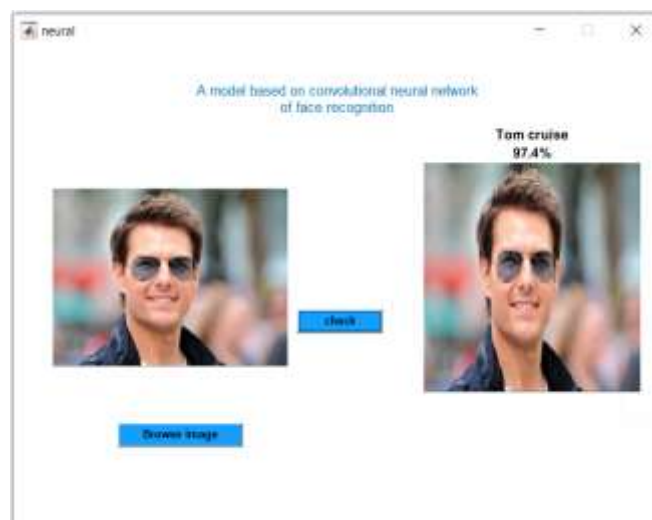 neural
A model based on convolutional neural network
of face recognition
Tom cruise
97.4%
check
Browse image